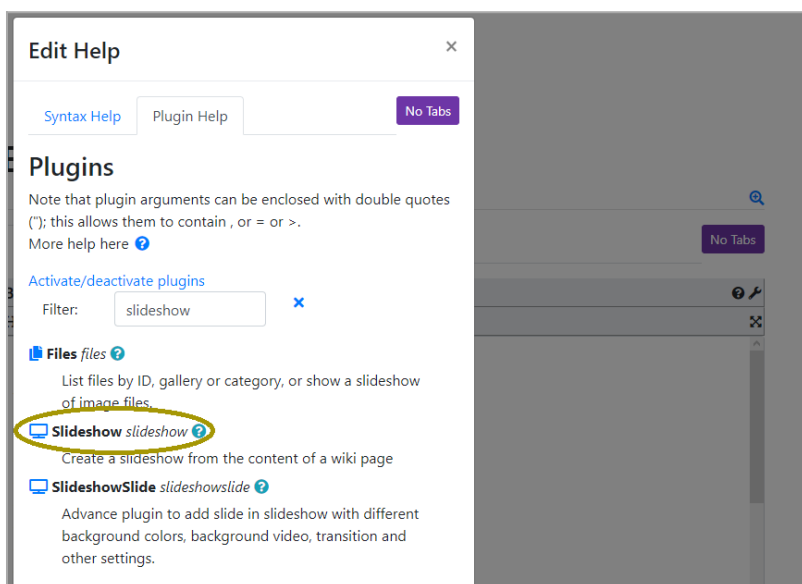 Edit Help ×
Syntax Help Plugin Help No Tabs
Plugins
Note that plugin arguments can be enclosed with double quotes
("); this allows them to contain , or = or >.
More help here ?
No Tabs
Activate/deactivate plugins
Filter: slideshow
Files files ?
List files by ID, gallery or category, or show a slideshow
of image files.
Slideshow slideshow ?
Create a slideshow from the content of a wiki page
SlideshowSlide slideshowslide ?
Advance plugin to add slide in slideshow with different
background colors, background video, transition and
other settings.